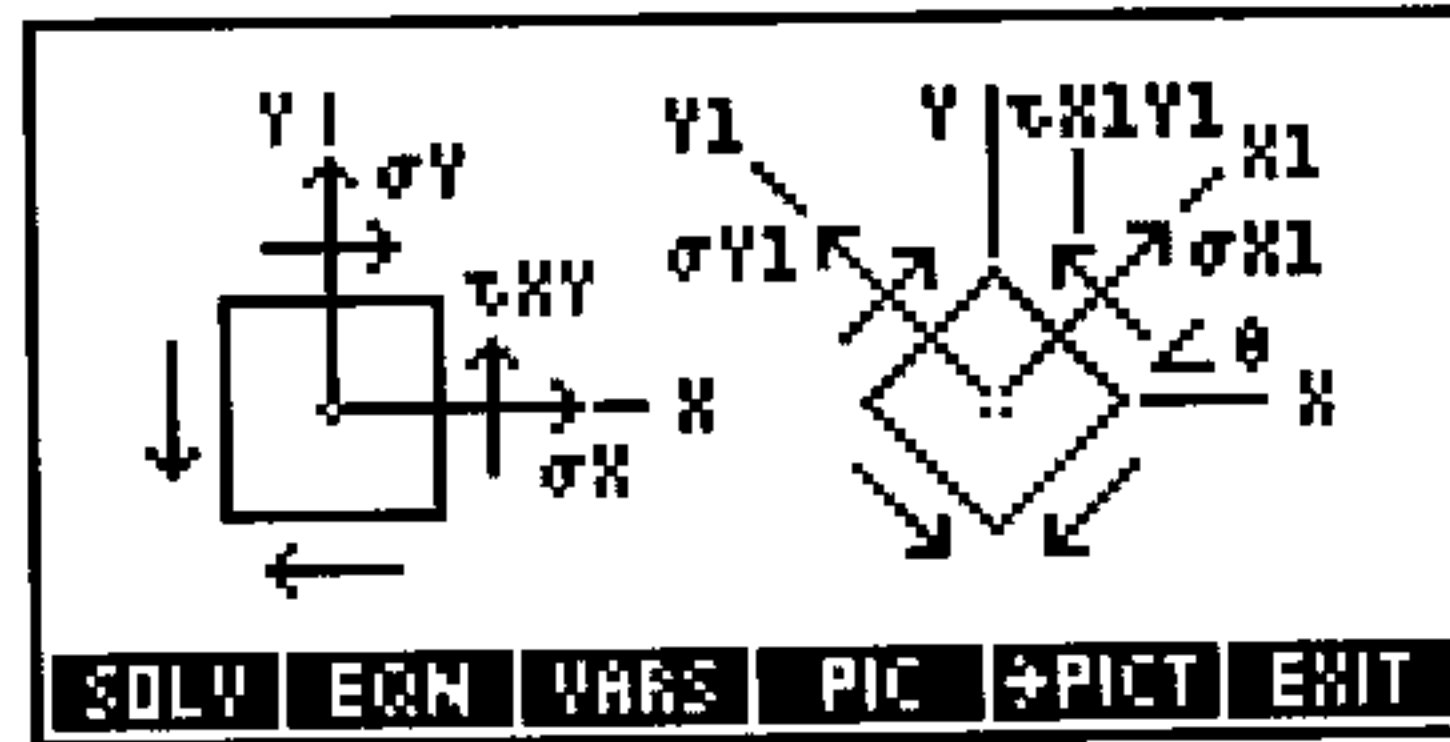 Y
σY
τXY
X
σX
Y1
Y
τX1Y1
X1
σY1
σX1
θ
X
SOLV EQN VARS PIC →PICT EXIT